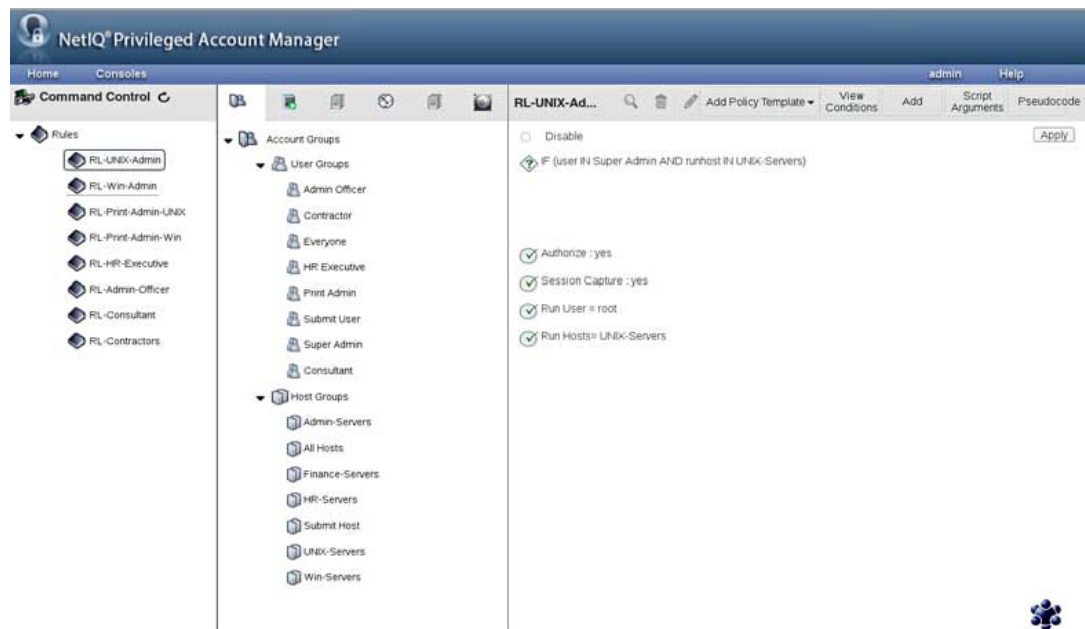 NetIQ® Privileged Account Manager
Home Consoles admin Help
Command Control
Rules
RL-UNIX-Admin
RL-Win-Admin
RL-Print-Admin-UNIX
RL-Print-Admin-Win
RL-HR-Executive
RL-Admin-Officer
RL-Consultant
RL-Contractors
Account Groups
User Groups
Admin Officer
Contractor
Everyone
HR Executive
Print Admin
Submit User
Super Admin
Consultant
Host Groups
Admin-Servers
All Hosts
Finance-Servers
HR-Servers
Submit Host
UNIX-Servers
Win-Servers
RL-UNIX-Ad... Add Policy Template View Conditions Add Script Arguments Pseudocode
Disable Apply
IF (user IN Super Admin AND runhost IN UNIX-Servers)
Authorize : yes
Session Capture : yes
Run User = root
Run Hosts= UNIX-Servers